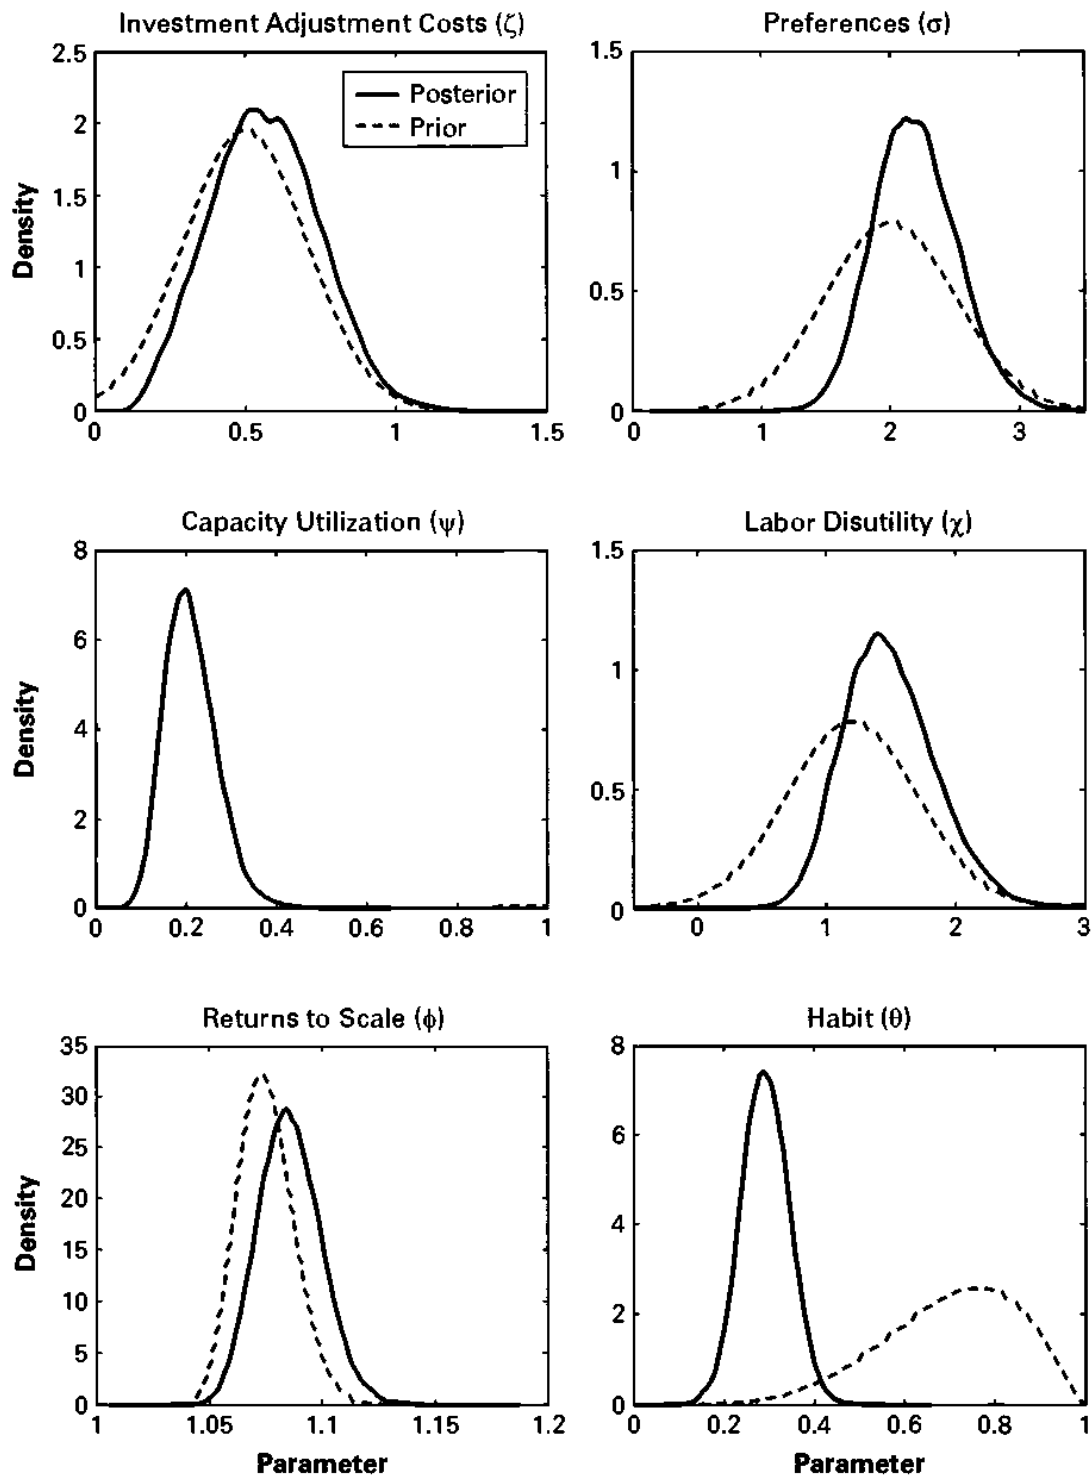 Investment Adjustment Costs (ζ)
2.5
2
1.5
1
0.5
0
Density
0 0.5 1 1.5
Posterior
Prior
Preferences (σ)
1.5
1
0.5
0
0 1 2 3
Capacity Utilization (ψ)
8
6
4
2
0
Density
0 0.2 0.4 0.6 0.8 1
Labor Disutility (χ)
1.5
1
0.5
0
0 1 2 3
Returns to Scale (ϕ)
35
30
25
20
15
10
5
0
Density
1 1.05 1.1 1.15 1.2
Parameter
Habit (θ)
8
6
4
2
0
0 0.2 0.4 0.6 0.8 1
Parameter